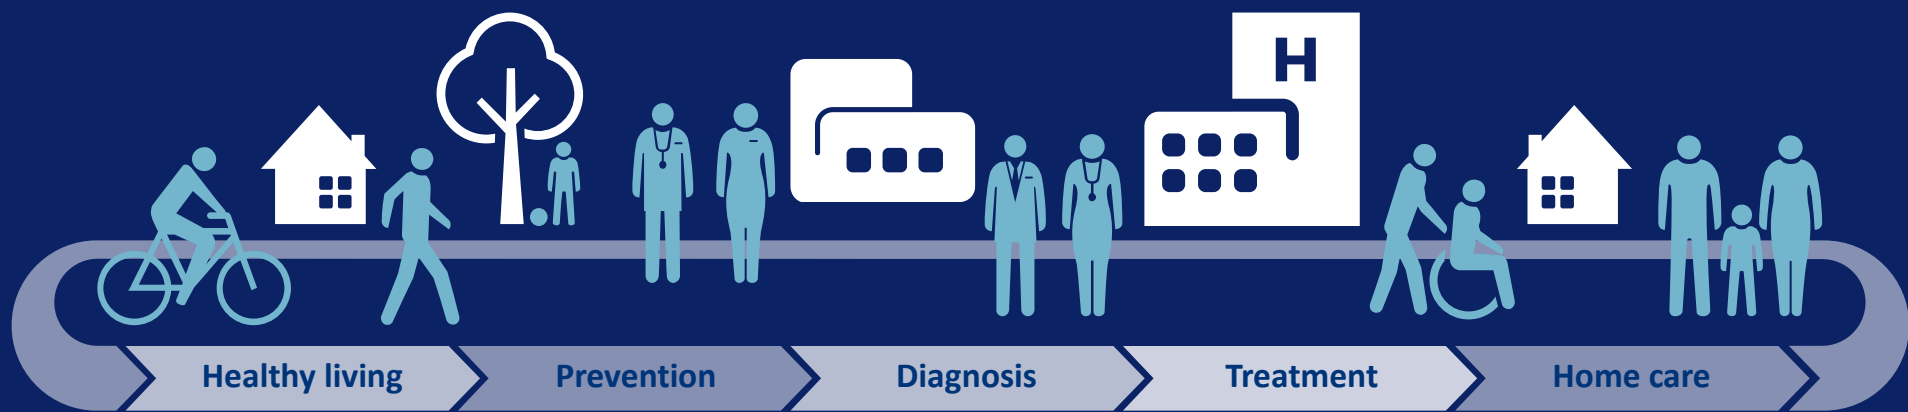 H
Healthy living
Prevention
Diagnosis
Treatment
Home care